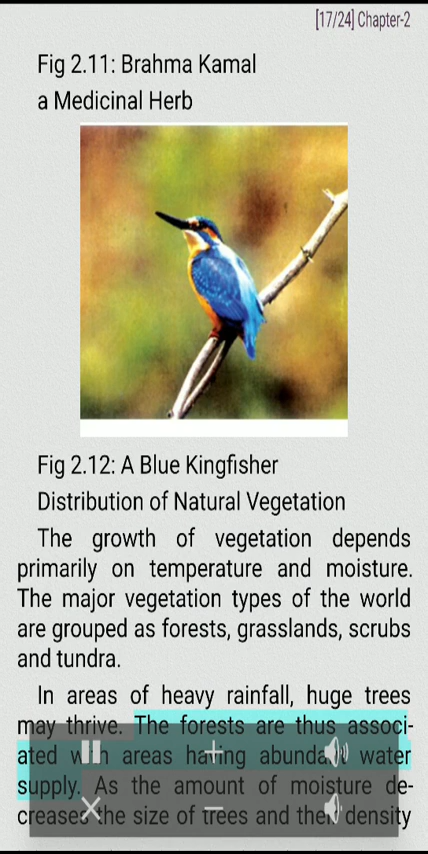 [17/24] Chapter-2
Fig 2.11: Brahma Kamal
a Medicinal Herb
Fig 2.12: A Blue Kingfisher
Distribution of Natural Vegetation
The growth of vegetation depends
primarily on temperature and moisture.
The major vegetation types of the world
are grouped as forests, grasslands, scrubs
and tundra.
In areas of heavy rainfall, huge trees
may thrive. The forests are thus associ-
ated with areas having abundant water
supply. As the amount of moisture de-
creases the size of trees and their density